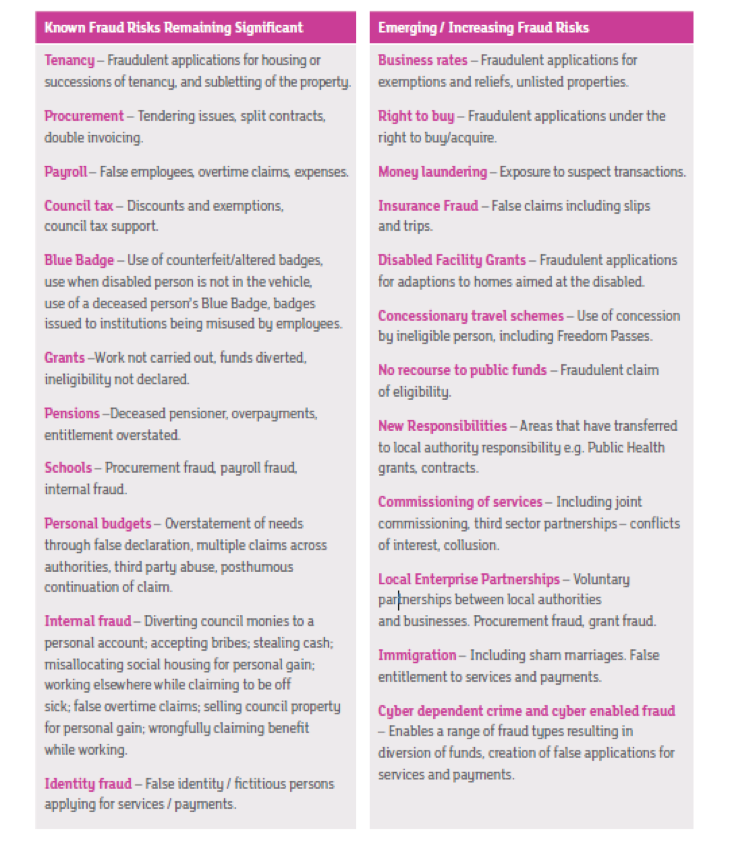 Known Fraud Risks Remaining Significant
Tenancy – Fraudulent applications for housing or
successions of tenancy, and subletting of the property.
Procurement – Tendering issues, split contracts,
double invoicing.
Payroll – False employees, overtime claims, expenses.
Council tax – Discounts and exemptions,
council tax support.
Blue Badge – Use of counterfeit/altered badges,
use when disabled person is not in the vehicle,
use of a deceased person's Blue Badge, badges
issued to institutions being misused by employees.
Grants –Work not carried out, funds diverted,
ineligibility not declared.
Pensions –Deceased pensioner, overpayments,
entitlement overstated.
Schools – Procurement fraud, payroll fraud,
internal fraud.
Personal budgets – Overstatement of needs
through false declaration, multiple claims across
authorities, third party abuse, posthumous
continuation of claim.
Internal fraud – Diverting council monies to a
personal account; accepting bribes; stealing cash;
misallocating social housing for personal gain;
working elsewhere while claiming to be off
sick; false overtime claims; selling council property
for personal gain; wrongfully claiming benefit
while working.
Identity fraud – False identity / fictitious persons
applying for services / payments.
Emerging / Increasing Fraud Risks
Business rates – Fraudulent applications for
exemptions and reliefs, unlisted properties.
Right to buy – Fraudulent applications under the
right to buy/acquire.
Money laundering – Exposure to suspect transactions.
Insurance Fraud – False claims including slips
and trips.
Disabled Facility Grants – Fraudulent applications
for adaptions to homes aimed at the disabled.
Concessionary travel schemes – Use of concession
by ineligible person, including Freedom Passes.
No recourse to public funds – Fraudulent claim
of eligibility.
New Responsibilities – Areas that have transferred
to local authority responsibility e.g. Public Health
grants, contracts.
Commissioning of services – Including joint
commissioning, third sector partnerships – conflicts
of interest, collusion.
Local Enterprise Partnerships – Voluntary
partnerships between local authorities
and businesses. Procurement fraud, grant fraud.
Immigration – Including sham marriages. False
entitlement to services and payments.
Cyber dependent crime and cyber enabled fraud
– Enables a range of fraud types resulting in
diversion of funds, creation of false applications for
services and payments.